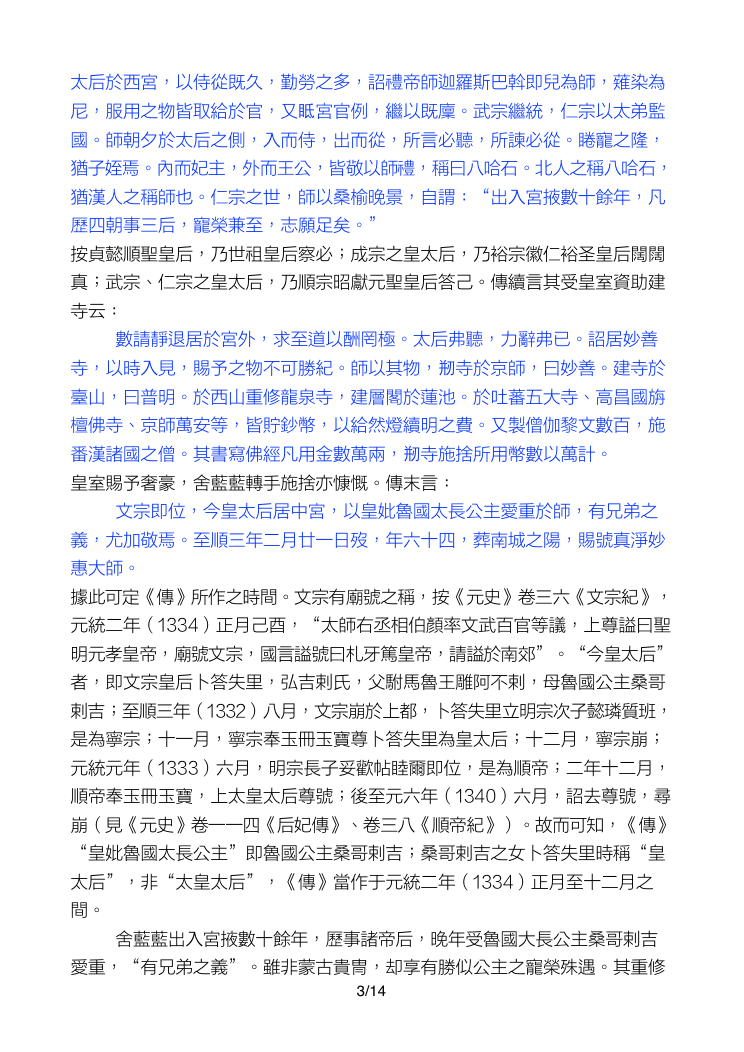 太后於西宮，以侍從既久，勤勞之多，詔禮帝師迦羅斯巴斡即兒為師，薙染為
尼，服用之物皆取給於官，又眡宮官例，繼以既廩。武宗繼統，仁宗以太弟監
國。師朝夕於太后之側，入而侍，出而從，所言必聽，所諫必從。睠寵之隆，
猶子姪焉。內而妃主，外而王公，皆敬以師禮，稱曰八哈石。北人之稱八哈石，
猶漢人之稱師也。仁宗之世，師以桑榆晚景，自謂：“出入宮掖數十餘年，凡
歷四朝事三后，寵榮兼至，志願足矣。”
按貞懿順聖皇后，乃世祖皇后察必；成宗之皇太后，乃裕宗徽仁裕圣皇后闊闊
真；武宗、仁宗之皇太后，乃順宗昭獻元聖皇后答己。傳續言其受皇室資助建
寺云：
數請靜退居於宮外，求至道以酬罔極。太后弗聽，力辭弗已。詔居妙善
寺，以時入見，賜予之物不可勝紀。師以其物，剏寺於京師，曰妙善。建寺於
臺山，曰普明。於西山重修龍泉寺，建層閣於蓮池。於吐蕃五大寺、高昌國旃
檀佛寺、京師萬安等，皆貯鈔幣，以給然燈續明之費。又製僧伽黎文數百，施
番漢諸國之僧。其書寫佛經凡用金數萬兩，剏寺施捨所用幣數以萬計。
皇室賜予奢豪，舍藍藍轉手施捨亦慷慨。傳末言：
文宗即位，今皇太后居中宮，以皇妣魯國太長公主愛重於師，有兄弟之
義，尤加敬焉。至順三年二月廿一日歿，年六十四，葬南城之陽，賜號真淨妙
惠大師。
據此可定《傳》所作之時間。文宗有廟號之稱，按《元史》卷三六《文宗紀》，
元統二年（1334）正月己酉，“太師右丞相伯顏率文武百官等議，上尊謚曰聖
明元孝皇帝，廟號文宗，國言謚號曰札牙篤皇帝，請謚於南郊”。“今皇太后”
者，即文宗皇后卜答失里，弘吉剌氏，父駙馬魯王雕阿不剌，母魯國公主桑哥
剌吉；至順三年（1332）八月，文宗崩於上都，卜答失里立明宗次子懿璘質班，
是為寧宗；十一月，寧宗奉玉冊玉寶尊卜答失里為皇太后；十二月，寧宗崩；
元統元年（1333）六月，明宗長子妥歡帖睦爾即位，是為順帝；二年十二月，
順帝奉玉冊玉寶，上太皇太后尊號；後至元六年（1340）六月，詔去尊號，尋
崩（見《元史》卷一一四《后妃傳》、卷三八《順帝紀》）。故而可知，《傳》
“皇妣魯國太長公主”即魯國公主桑哥剌吉；桑哥剌吉之女卜答失里時稱“皇
太后”，非“太皇太后”，《傳》當作于元統二年（1334）正月至十二月之
間。
舍藍藍出入宮掖數十餘年，歷事諸帝后，晚年受魯國大長公主桑哥剌吉
愛重，“有兄弟之義”。雖非蒙古貴冑，却享有勝似公主之寵榮殊遇。其重修
3/14